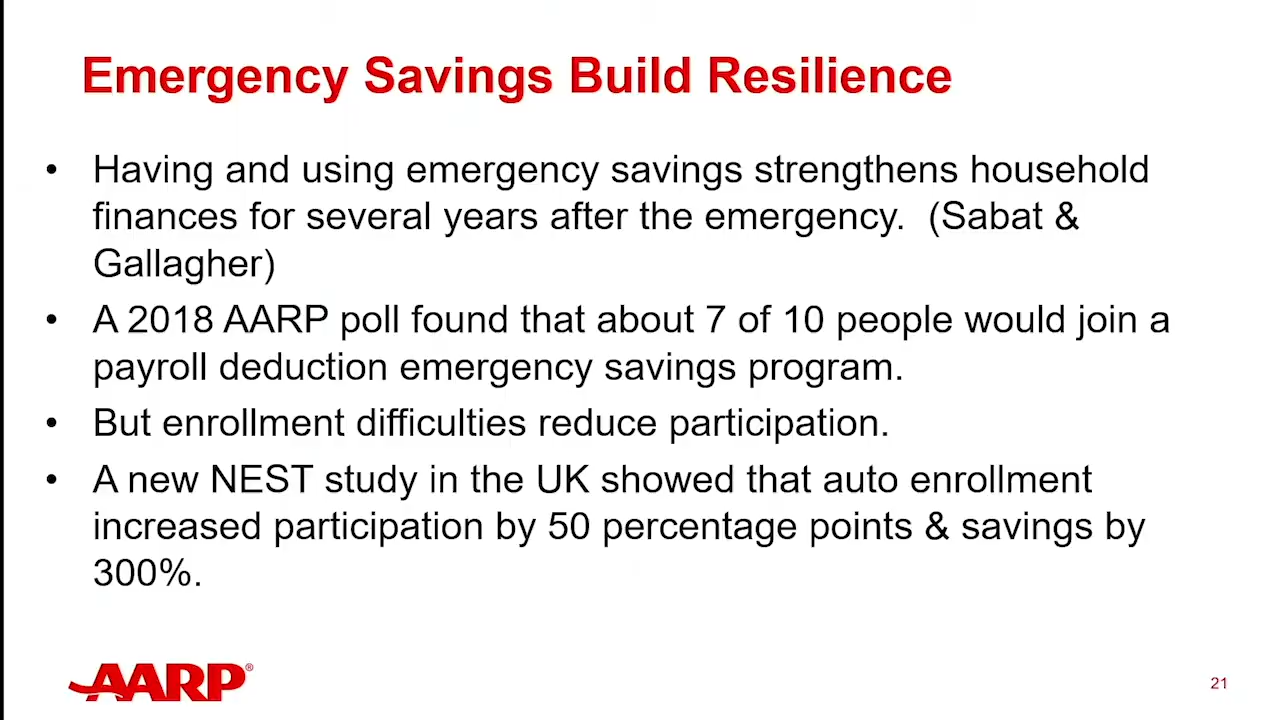 Emergency Savings Build Resilience
• Having and using emergency savings strengthens household
finances for several years after the emergency.  (Sabat &
Gallagher)
• A 2018 AARP poll found that about 7 of 10 people would join a
payroll deduction emergency savings program.
• But enrollment difficulties reduce participation.
• A new NEST study in the UK showed that auto enrollment
increased participation by 50 percentage points & savings by
300%.
AARP®
21